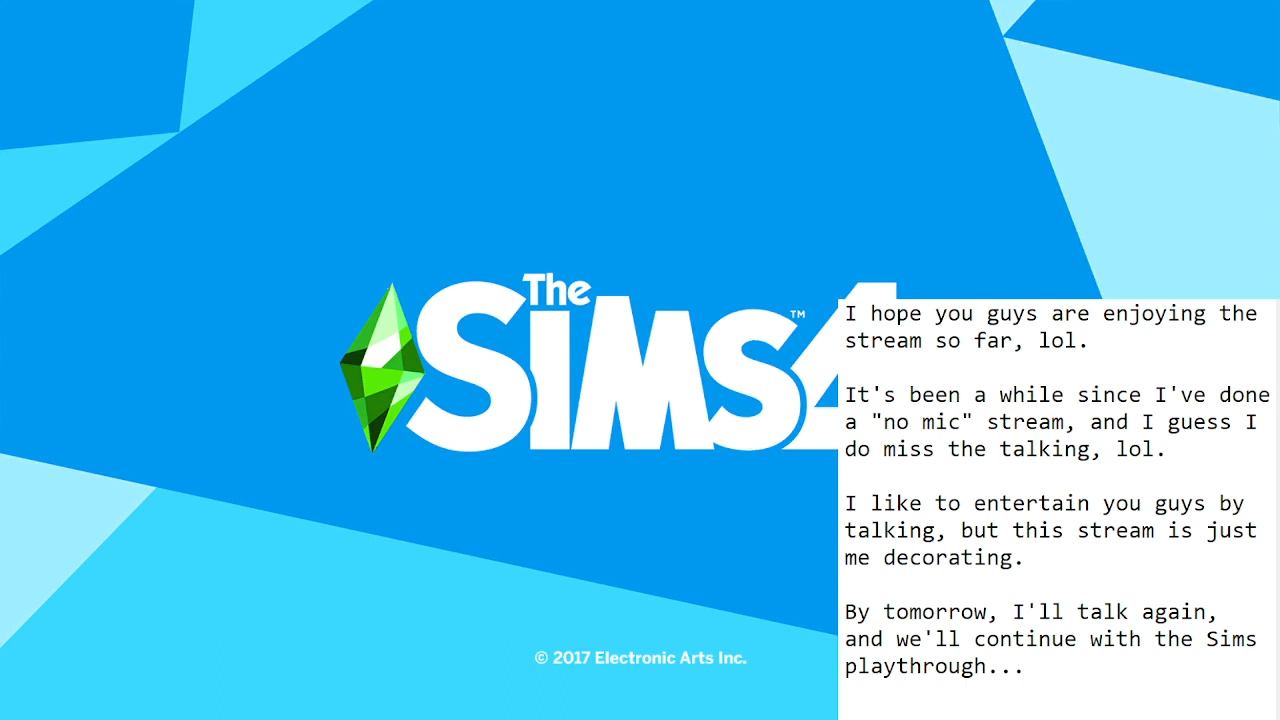 The
SiMS 4
™
I hope you guys are enjoying the
stream so far, lol.
It's been a while since I've done
a "no mic" stream, and I guess I
do miss the talking, lol.
I like to entertain you guys by
talking, but this stream is just
me decorating.
By tomorrow, I'll talk again,
and we'll continue with the Sims
playthrough...
© 2017 Electronic Arts Inc.